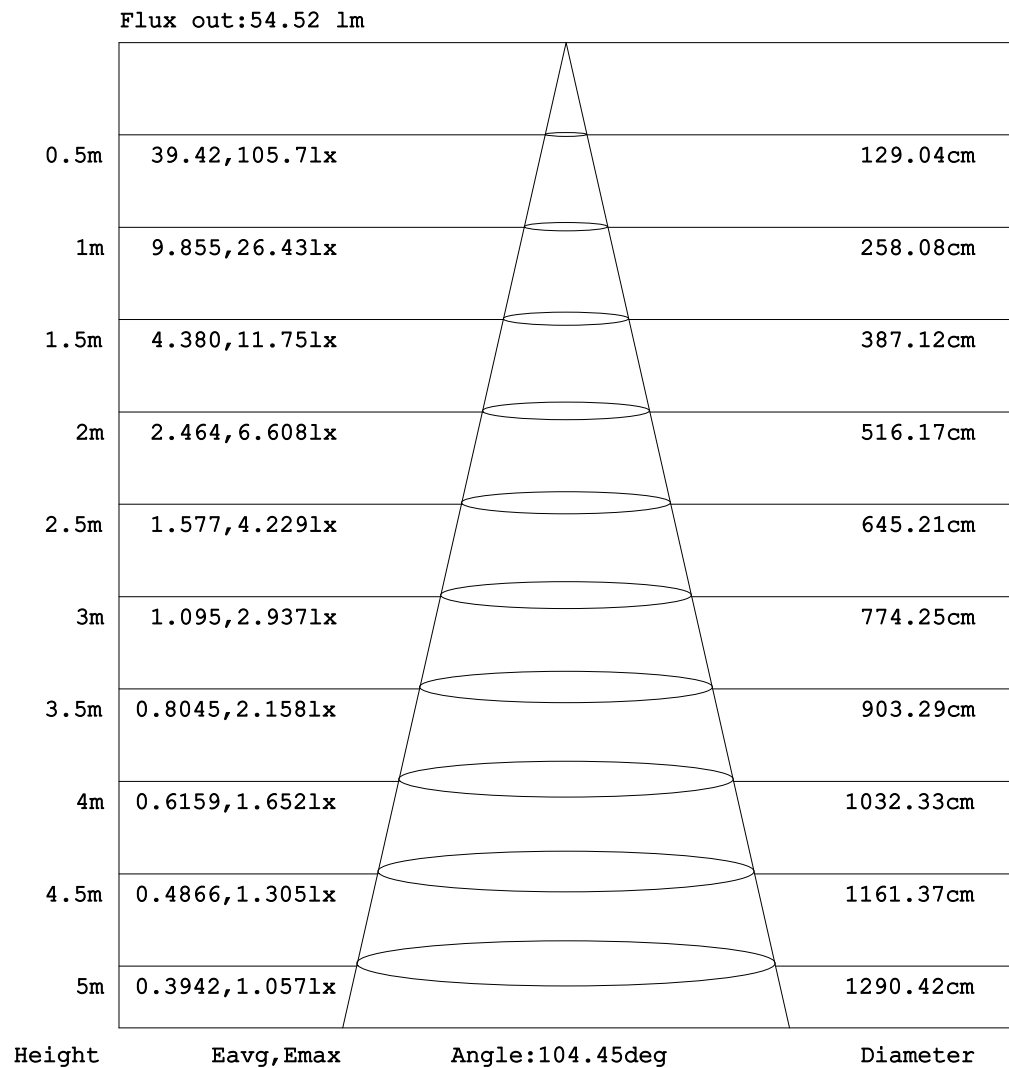 Flux out:54.52 lm
0.5m 39.42,105.7lx 129.04cm
1m 9.855,26.43lx 258.08cm
1.5m 4.380,11.75lx 387.12cm
2m 2.464,6.608lx 516.17cm
2.5m 1.577,4.229lx 645.21cm
3m 1.095,2.937lx 774.25cm
3.5m 0.8045,2.158lx 903.29cm
4m 0.6159,1.652lx 1032.33cm
4.5m 0.4866,1.305lx 1161.37cm
5m 0.3942,1.057lx 1290.42cm
Height Eavg,Emax Angle:104.45deg Diameter